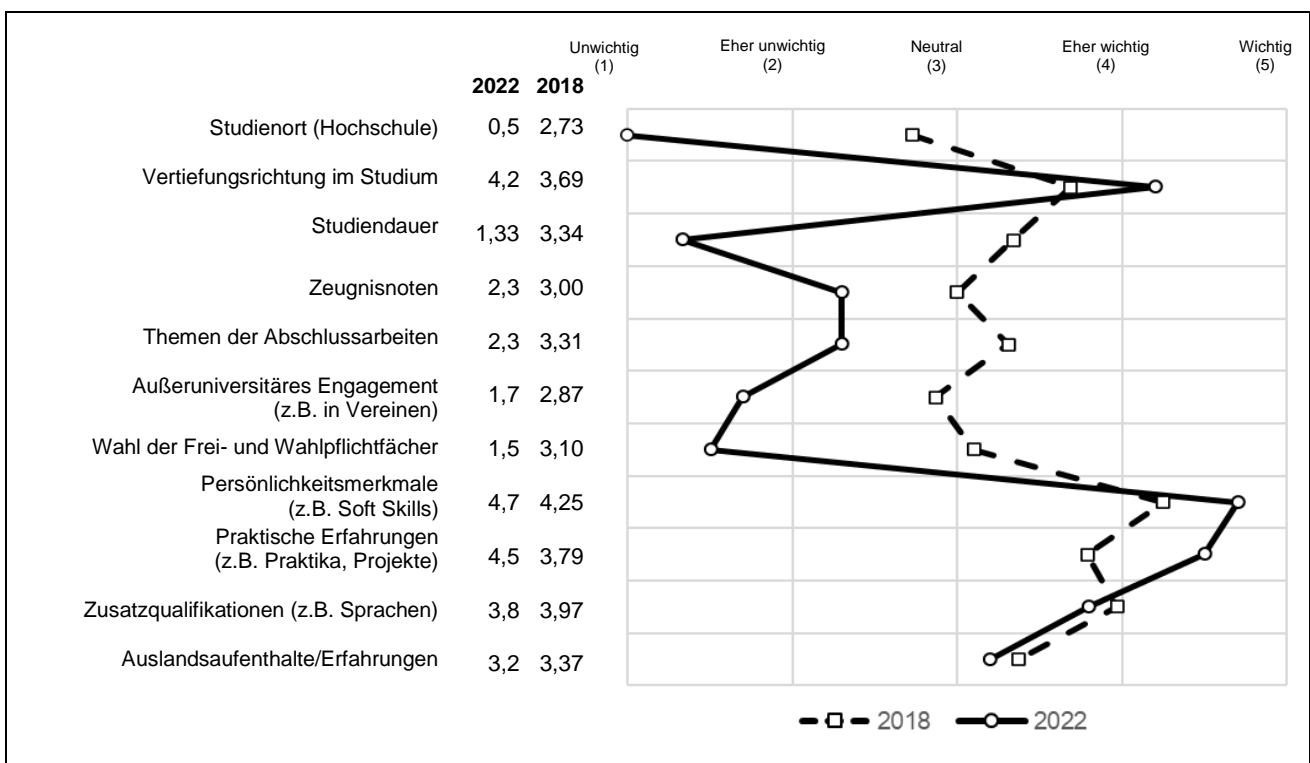 Unwichtig Eher unwichtig Neutral Eher wichtig Wichtig
(1) (2) (3) (4) (5)
2022 2018
Studienort (Hochschule) 0,5 2,73
Vertiefungsrichtung im Studium 4,2 3,69
Studiendauer 1,33 3,34
Zeugnisnoten 2,3 3,00
Themen der Abschlussarbeiten 2,3 3,31
Außeruniversitäres Engagement
(z.B. in Vereinen) 1,7 2,87
Wahl der Frei- und Wahlpflichtfächer 1,5 3,10
Persönlichkeitsmerkmale
(z.B. Soft Skills) 4,7 4,25
Praktische Erfahrungen
(z.B. Praktika, Projekte) 4,5 3,79
Zusatzqualifikationen (z.B. Sprachen) 3,8 3,97
Auslandsaufenthalte/Erfahrungen 3,2 3,37
2018 2022